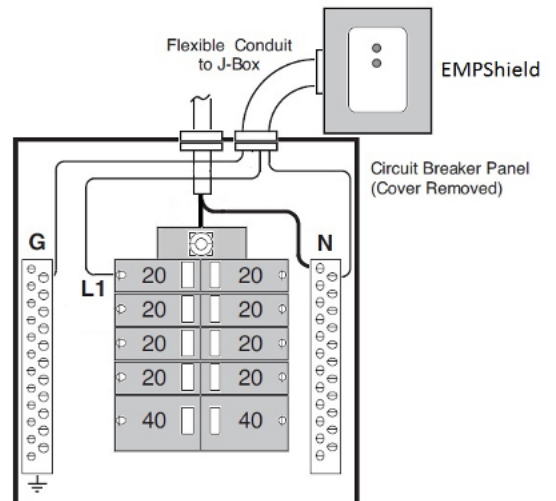 Flexible Conduit
to J-Box
EMPShield
Circuit Breaker Panel
(Cover Removed)
G
N
L1
20 20
20 20
20 20
20 20
40 40